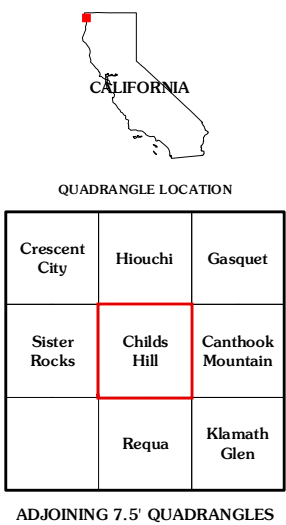 CALIFORNIA
QUADRANGLE LOCATION
Crescent
City
Hiouchi
Gasquet
Sister
Rocks
Childs
Hill
Canthook
Mountain
Requa
Klamath
Glen
ADJOINING 7.5' QUADRANGLES